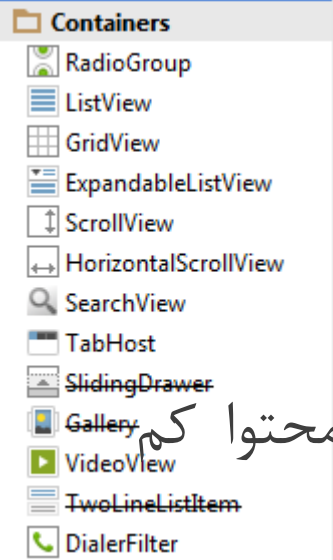 Containers
RadioGroup
ListView
GridView
ExpandableListView
ScrollView
HorizontalScrollView
SearchView
TabHost
SlidingDrawer
Gallery
محتوا کم
VideoView
TwoLineListItem
DialerFilter